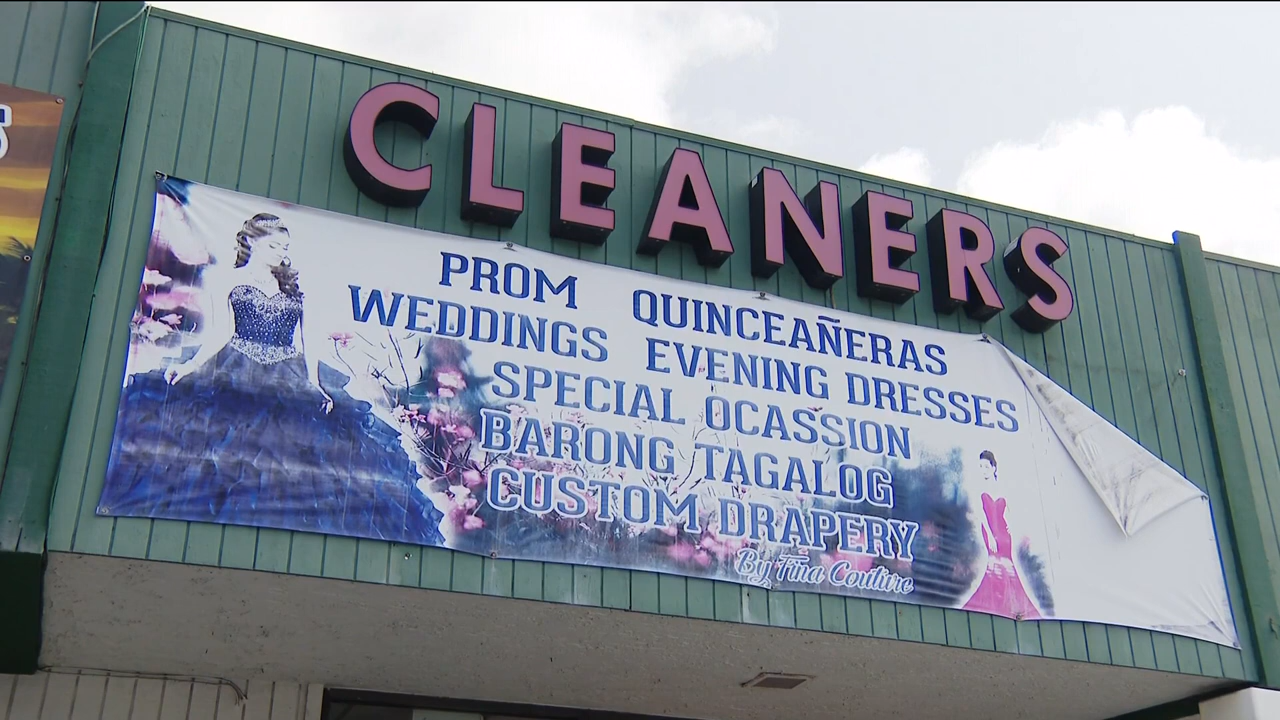 CLEANERS
PROM QUINCEAÑERAS
WEDDINGS EVENING DRESSES
SPECIAL OCASSION
BARONG TAGALOG
CUSTOM DRAPERY
By Fina Couture